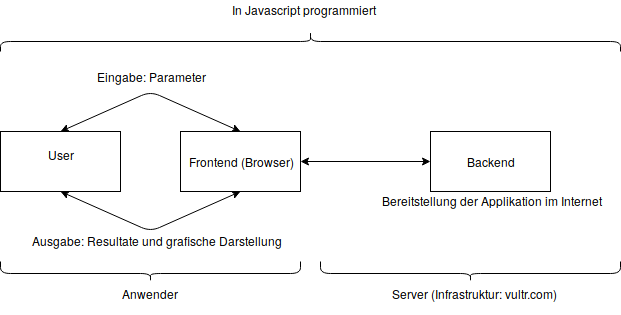 In Javascript programmiert
Eingabe: Parameter
User
Frontend (Browser)
Backend
Bereitstellung der Applikation im Internet
Ausgabe: Resultate und grafische Darstellung
Anwender
Server (Infrastruktur: vultr.com)